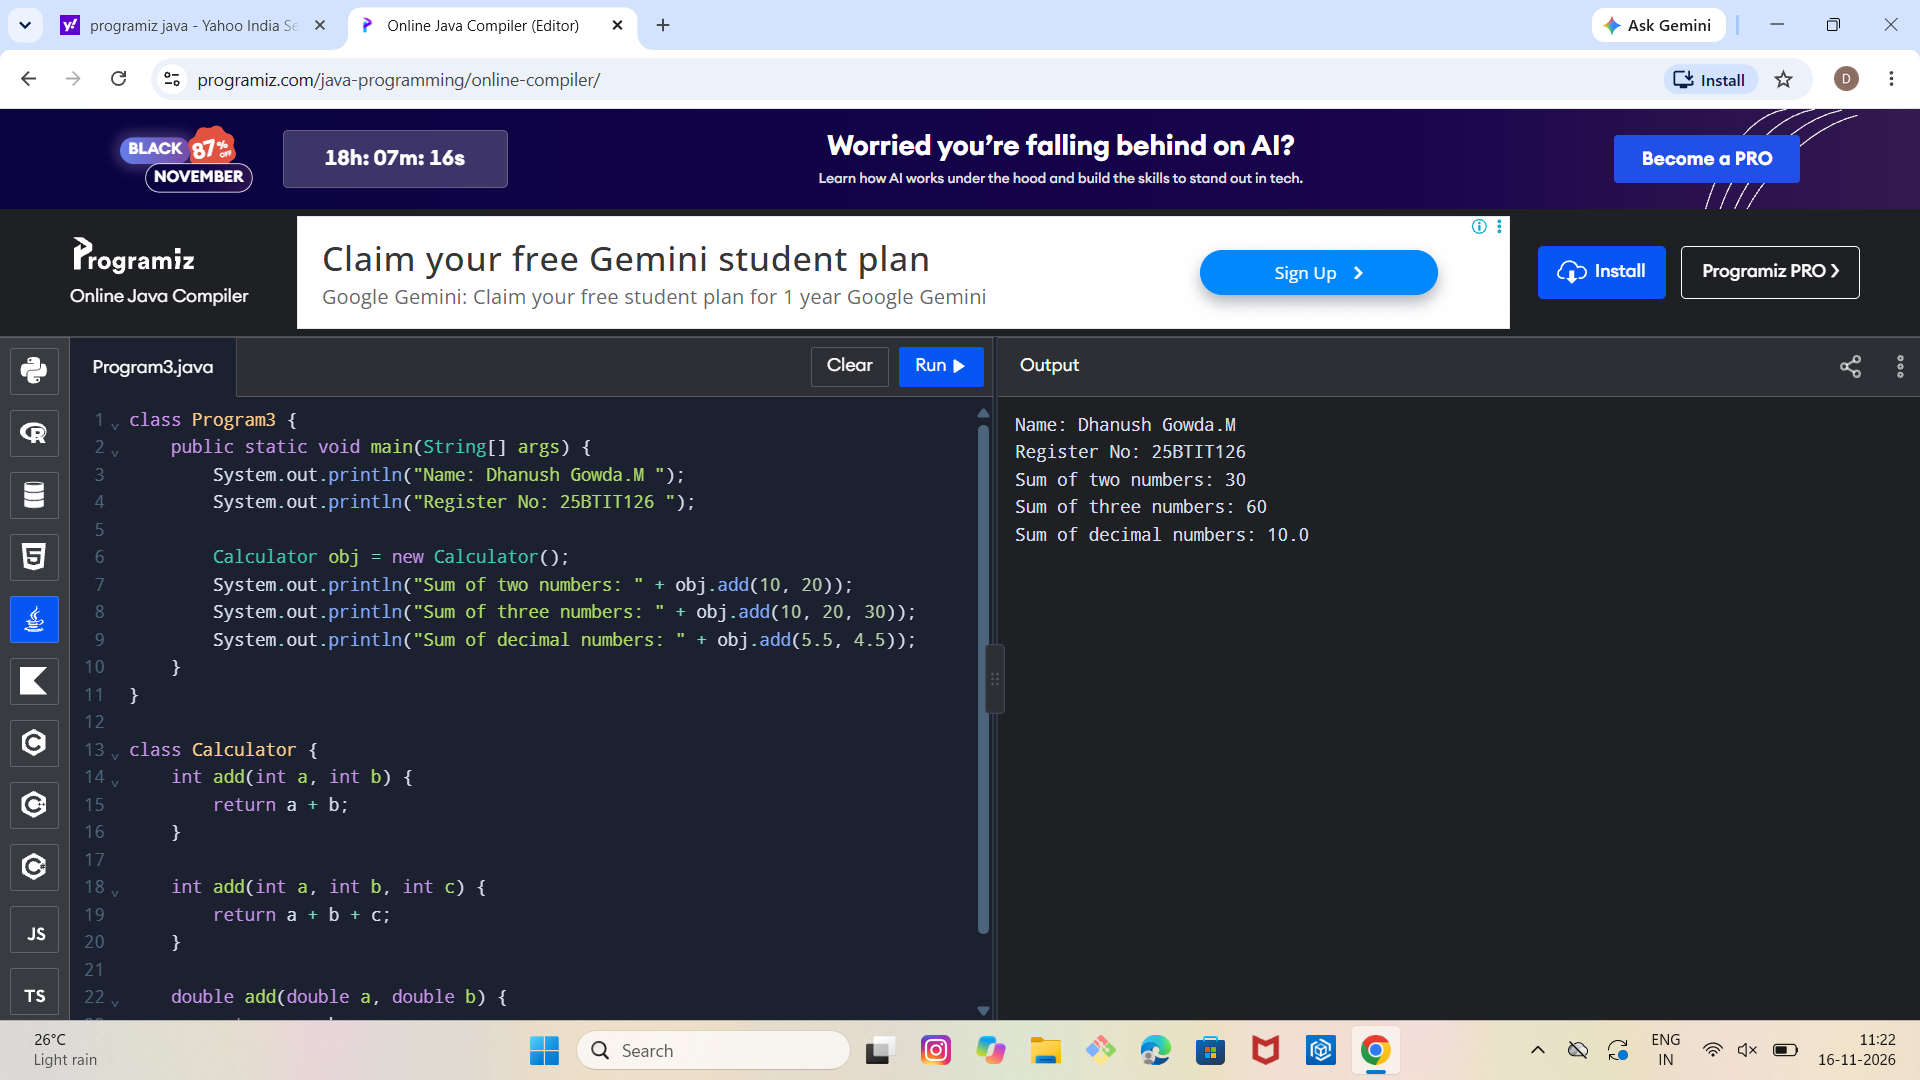 programiz java - Yahoo India Se
Online Java Compiler (Editor)
Ask Gemini
programiz.com/java-programming/online-compiler/
Install
D
BLACK 87% OFF
NOVEMBER
18h: 07m: 16s
Worried you’re falling behind on AI?
Learn how AI works under the hood and build the skills to stand out in tech.
Become a PRO
Programiz
Online Java Compiler
Claim your free Gemini student plan
Google Gemini: Claim your free student plan for 1 year Google Gemini
Sign Up
Install
Programiz PRO
Program3.java
Clear
Run
Output
1 class Program3 {
2 public static void main(String[] args) {
3 System.out.println("Name: Dhanush Gowda.M ");
4 System.out.println("Register No: 25BTIT126 ");
5
6 Calculator obj = new Calculator();
7 System.out.println("Sum of two numbers: " + obj.add(10, 20));
8 System.out.println("Sum of three numbers: " + obj.add(10, 20, 30));
9 System.out.println("Sum of decimal numbers: " + obj.add(5.5, 4.5));
10 }
11 }
12
13 class Calculator {
14 int add(int a, int b) {
15 return a + b;
16 }
17
18 int add(int a, int b, int c) {
19 return a + b + c;
20 }
21
22 double add(double a, double b) {
Name: Dhanush Gowda.M
Register No: 25BTIT126
Sum of two numbers: 30
Sum of three numbers: 60
Sum of decimal numbers: 10.0
JS
TS
26°C
Light rain
Search
ENG
IN
11:22
16-11-2026